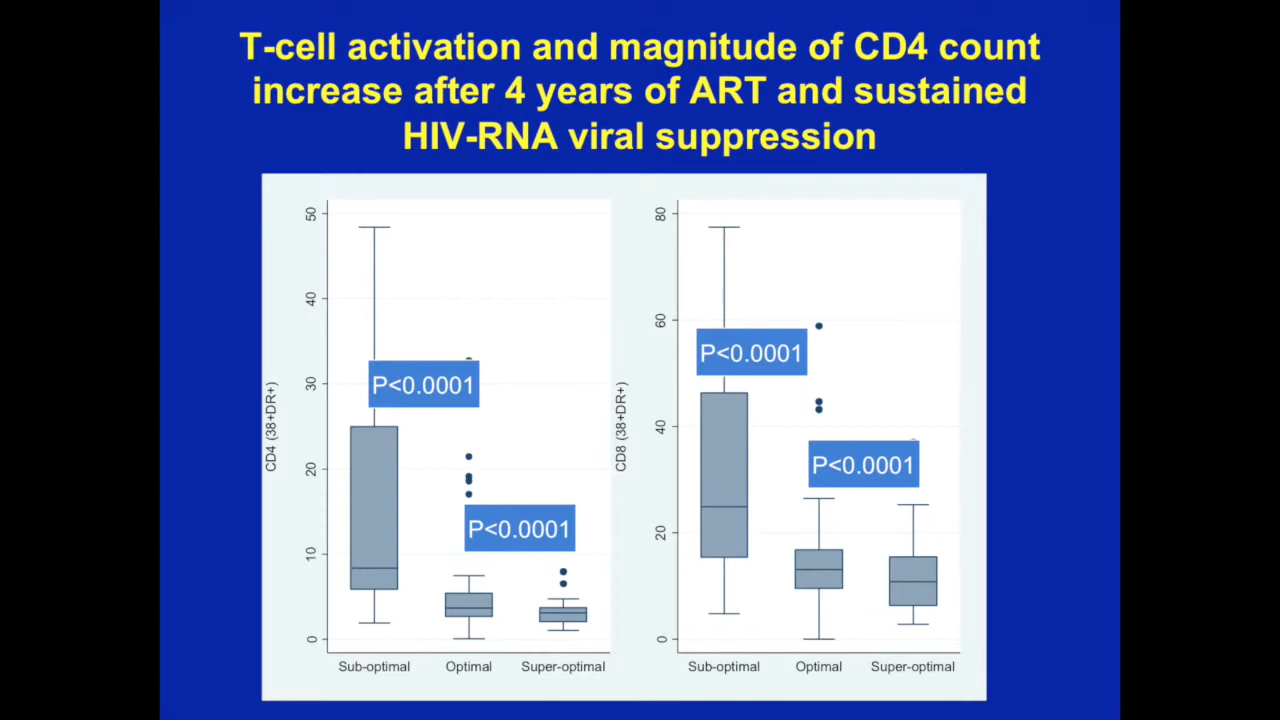 T-cell activation and magnitude of CD4 count
increase after 4 years of ART and sustained
HIV-RNA viral suppression
CD4 (38+DR+)
50
40
30
20
10
0
P<0.0001
P<0.0001
Sub-optimal
Optimal
Super-optimal
CD8 (38+DR+)
80
60
40
20
0
P<0.0001
P<0.0001
Sub-optimal
Optimal
Super-optimal